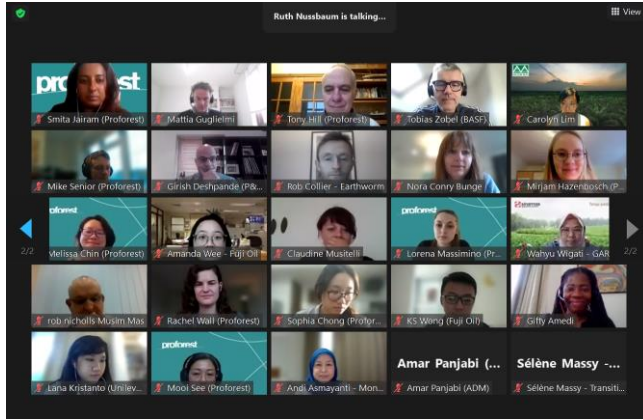 Ruth Nussbaum is talking...
View
proforest
Smita Jairam (Proforest)
Mattia Guglielmi
Tony Hill (Proforest)
Tobias Zobel (BASF)
Carolyn Lim
Mike Senior (Proforest)
Girish Deshpande (P&...
Rob Collier - Earthworm
Nora Conry Bunge
Mirjam Hazenbosch (P...
proforest
2/2
Melissa Chin (Proforest)
Amanda Wee - Fuji Oil
Claudine Musitelli
Lorena Massimino (Pr...
Wahyu Wigati - GAR
2/2
rob nicholls Musim Mas
Rachel Wall (Proforest)
Sophia Chong (Profor...
KS Wong (Fuji Oil)
Gifty Amedi
proforest
Amar Panjabi (...
Sélène Massy -...
Lana Kristanto (Unilev...
Mooi See (Proforest)
Andi Asmayanti - Mon...
Amar Panjabi (ADM)
Sélène Massy - Transiti...